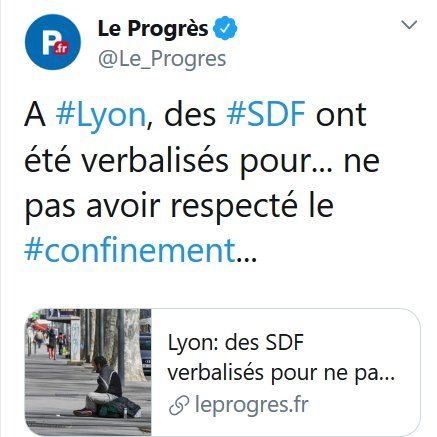 P.fr
Le Progrès
@Le_Progres
A #Lyon, des #SDF ont
été verbalisés pour... ne
pas avoir respecté le
#confinement...
Lyon: des SDF
verbalisés pour ne pa...
leprogres.fr